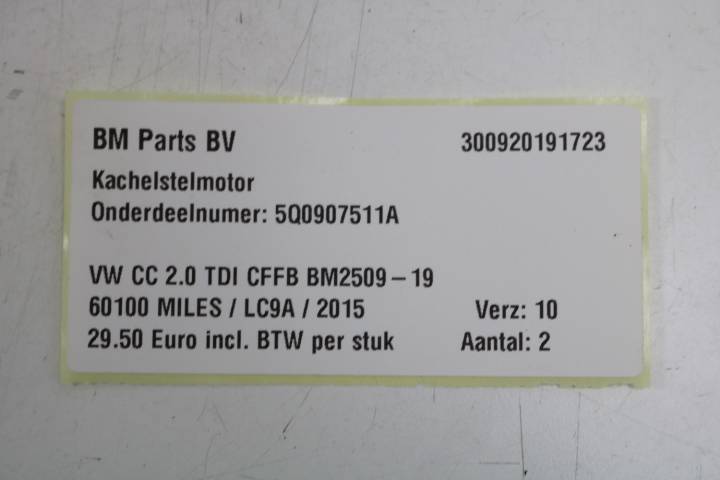 BM Parts BV 300920191723
Kachelstelmotor
Onderdeelnumer: 5Q0907511A
VW CC 2.0 TDI CFFB BM2509-19
60100 MILES / LC9A / 2015 Verz: 10
29.50 Euro incl. BTW per stuk Aantal: 2